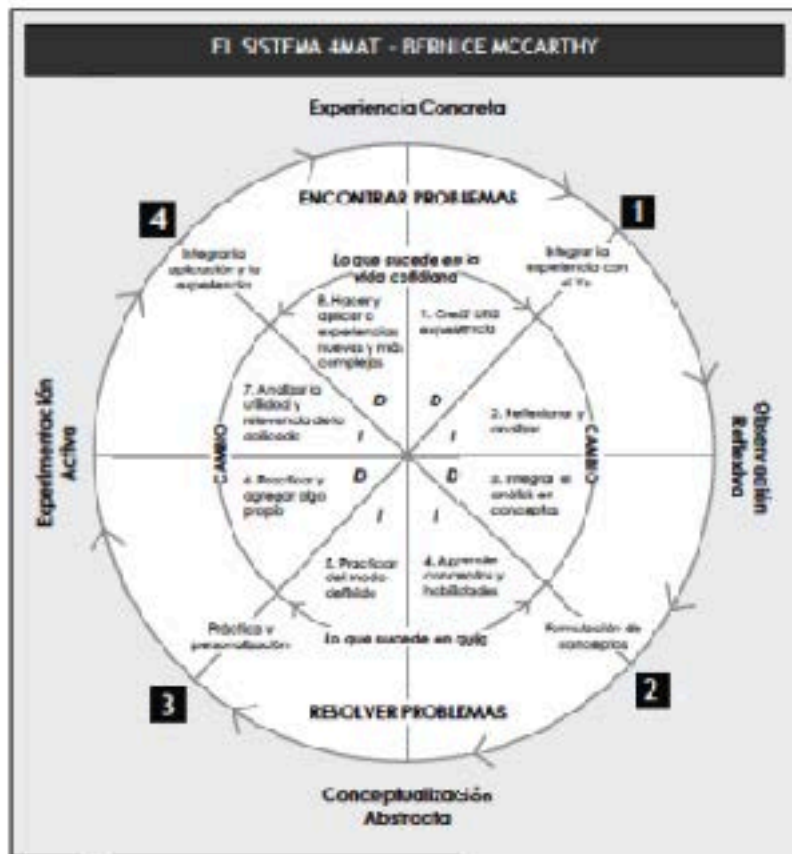 EL SISTEMA 4MAT - BERNICE MCCARTHY
Experiencia Concreta
ENCONTRAR PROBLEMAS
4
1
Integrar la
aplicación y la
experiencia
Lo que sucede en la
vida cotidiana
Integrar la
experiencia con
el Yo
8. Hacer y
aplicar a
experiencias
nuevas y más
complejas
1. Crear una
experiencia
7. Analizar la
utilidad y
relevancia de lo
aplicado
D
D
I
I
2. Reflexionar y
analizar
Experimentación
Activa
CAMBIO
CAMBIO
Observación
Reflexiva
6. Practicar y
agregar algo
propio
D
D
I
I
3. Integrar el
análisis en
conceptos
5. Practicar
del modo
definido
4. Aprender
conceptos y
habilidades
Práctica y
personalización
Lo que sucede en
Formulación de
conceptos
3
2
RESOLVER PROBLEMAS
Conceptualización
Abstracta